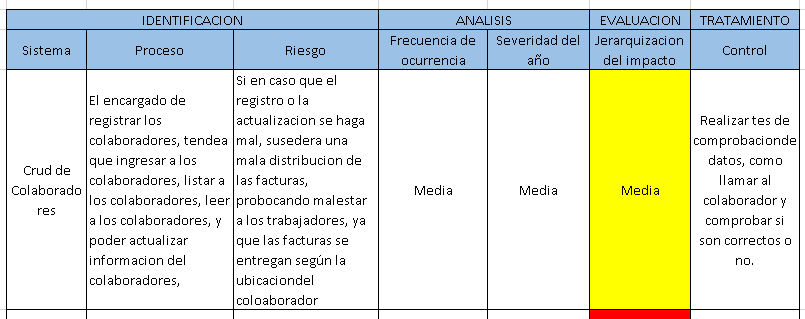 IDENTIFICACION
ANALISIS
EVALUACION
TRATAMIENTO
Sistema
Proceso
Riesgo
Frecuencia de
ocurrencia
Severidad del
año
Jerarquizacion
del impacto
Control
Crud de
Colaborado
res
El encargado de
registrar los
colaboradores, tendea
que ingresar a los
colaboradores, listar a
los colaboradores, leer
a los colaboradores, y
poder actualizar
informacion del
colaboradores,
Si en caso que el
registro o la
actualizacion se haga
mal, susedera una
mala distribucion de
las facturas,
probocando malestar
a los trabajadores, ya
que las facturas se
entregan según la
ubicaciondel
coloaborador
Media
Media
Media
Realizar tes de
comprobacionde
datos, como
llamar al
colaborador y
comprobar si
son correctos o
no.